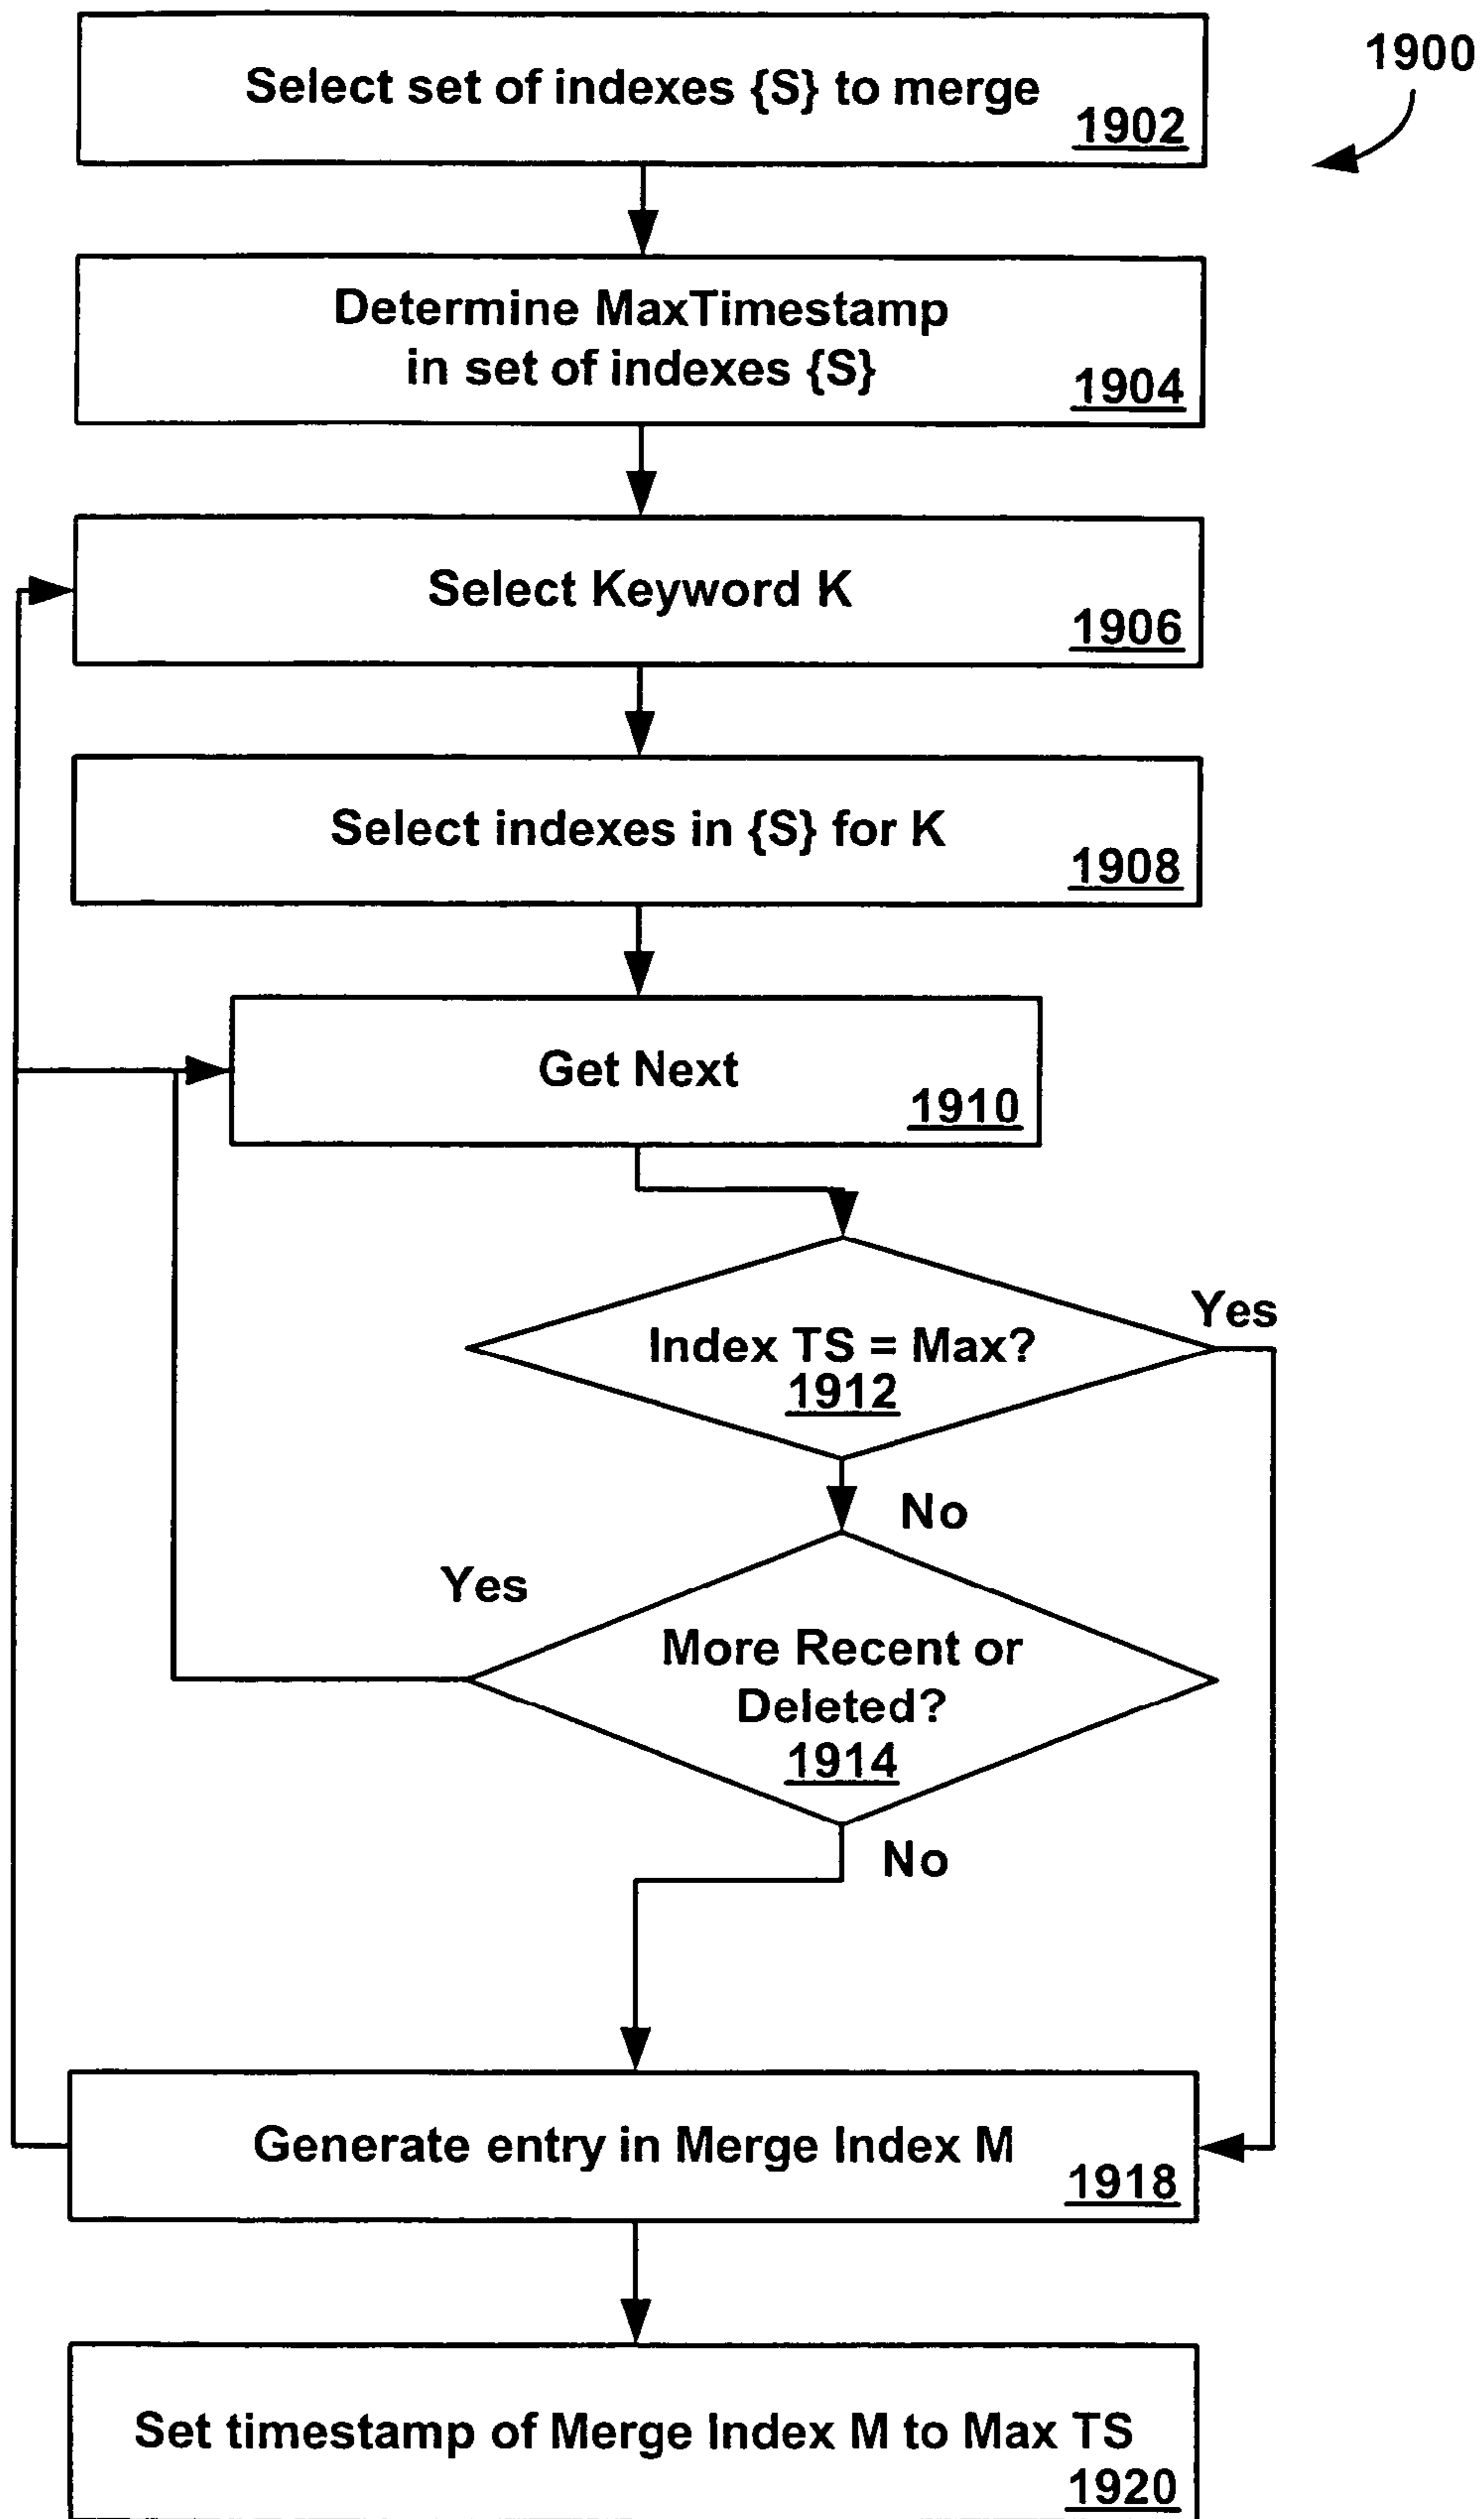 1900
Select set of indexes {S} to merge
1902
Determine MaxTimestamp
in set of indexes {S}
1904
Select Keyword K
1906
Select indexes in {S} for K
1908
Get Next
1910
Yes
Index TS = Max?
1912
No
Yes
More Recent or
Deleted?
1914
No
Generate entry in Merge Index M
1918
Set timestamp of Merge Index M to Max TS
1920